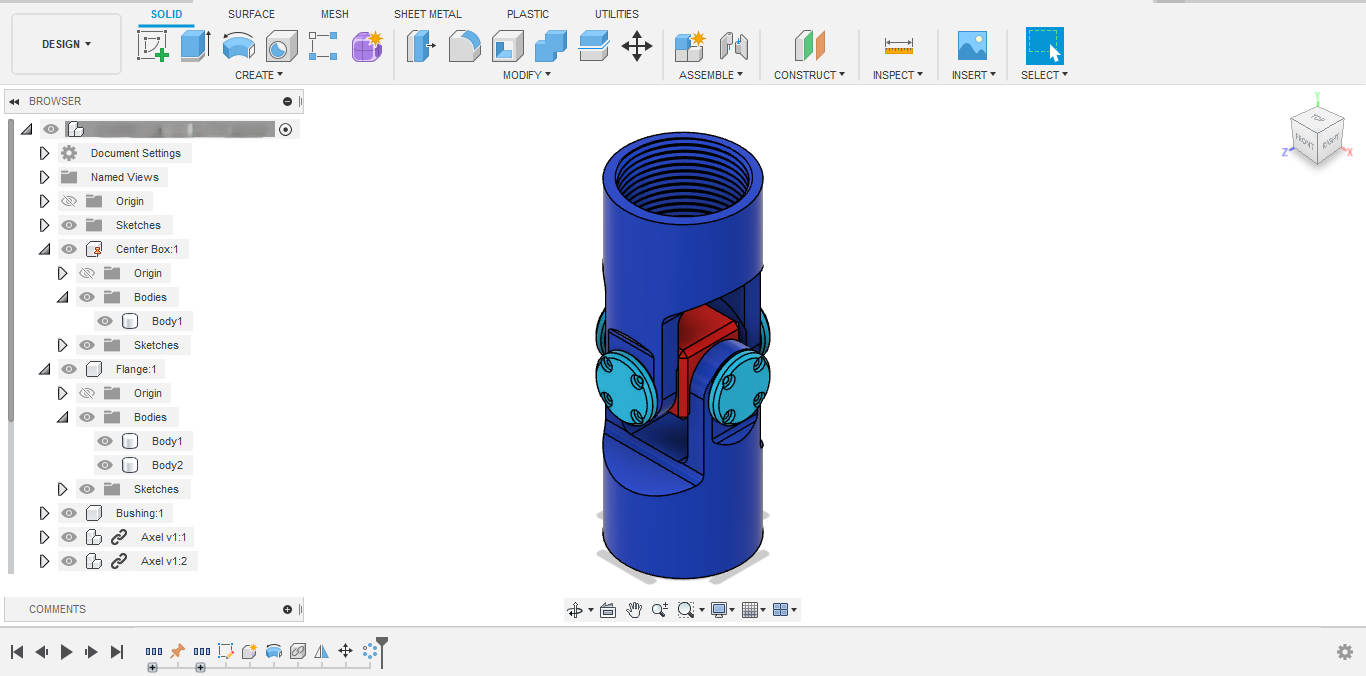 SOLID SURFACE MESH SHEET METAL PLASTIC UTILITIES
DESIGN
CREATE MODIFY ASSEMBLE CONSTRUCT INSPECT INSERT SELECT
BROWSER
Document Settings
Named Views
Origin
Sketches
Center Box:1
Origin
Bodies
Body1
Sketches
Flange:1
Origin
Bodies
Body1
Body2
Sketches
Bushing:1
Axel v1:1
Axel v1:2
COMMENTS
Y
TOP
FRONT RIGHT
Z X